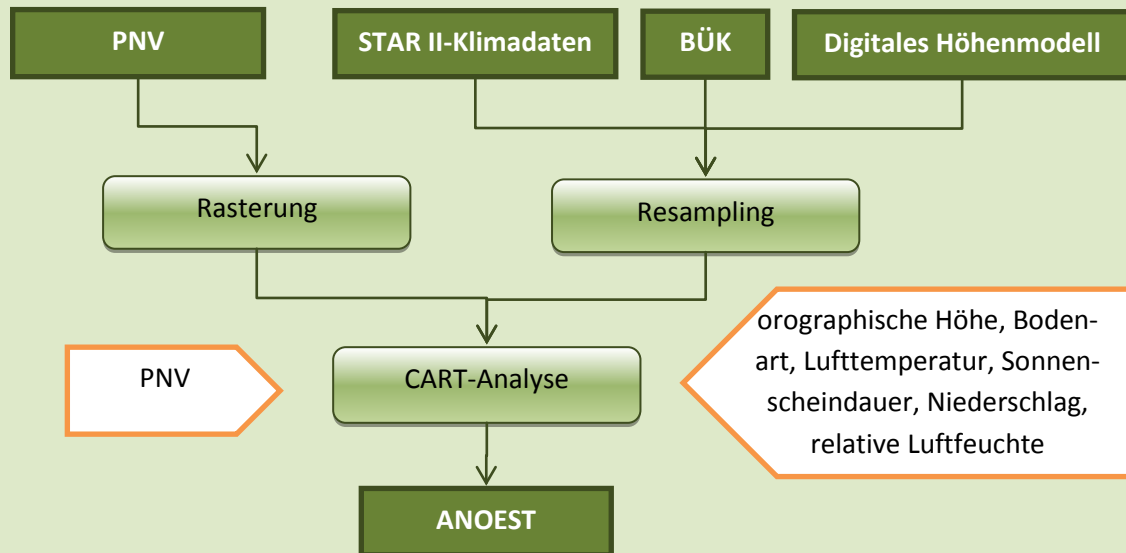 PNV
STAR II-Klimadaten
BÜK
Digitales Höhenmodell
Rasterung
Resampling
PNV
CART-Analyse
orographische Höhe, Boden-
art, Lufttemperatur, Sonnen-
scheindauer, Niederschlag,
relative Luftfeuchte
ANOEST